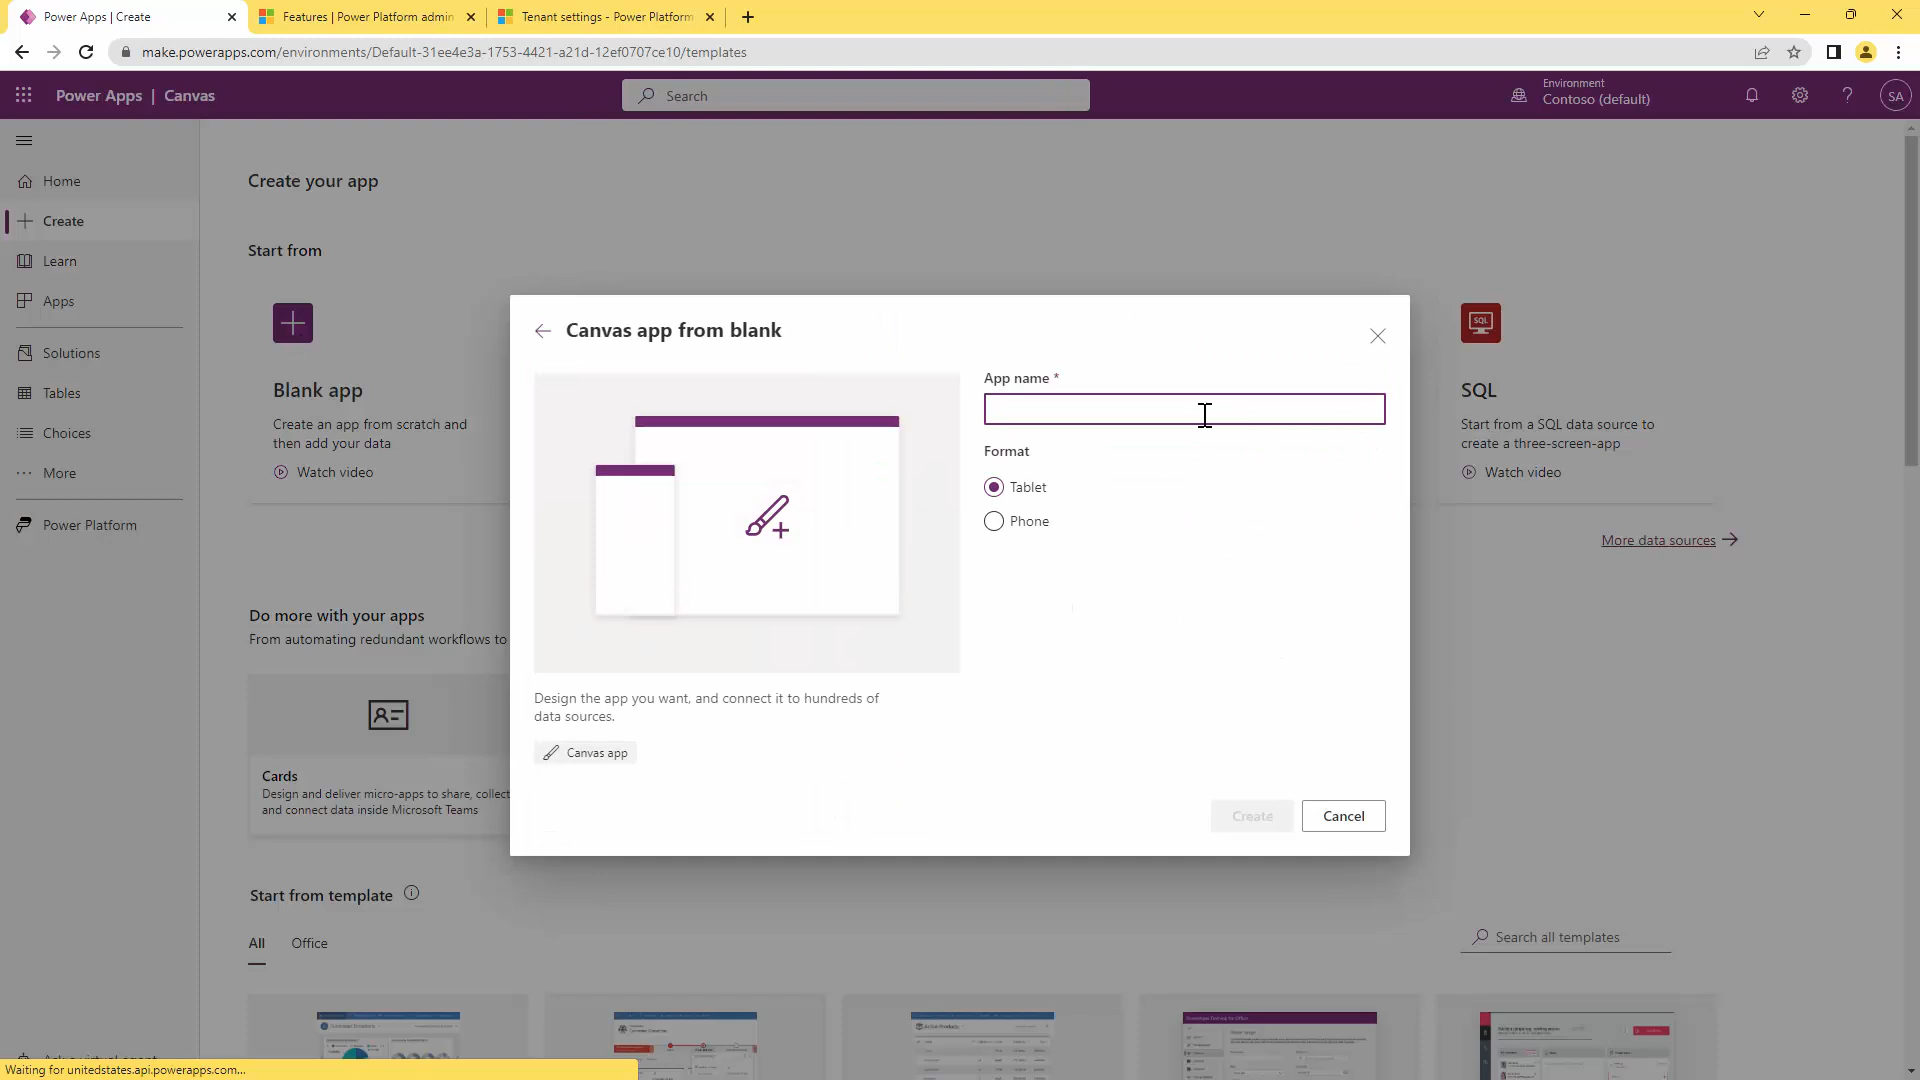 Power Apps | Create
Features | Power Platform admin
Tenant settings - Power Platform
make.powerapps.com/environments/Default-31ee4e3a-1753-4421-a21d-12ef0707ce10/templates
Power Apps | Canvas
Search
Environment
Contoso (default)
SA
Home
Create
Learn
Apps
Solutions
Tables
Choices
More
Power Platform
Create your app
Start from
Blank app
Create an app from scratch and
then add your data
Watch video
SQL
SQL
Start from a SQL data source to
create a three-screen-app
Watch video
More data sources
Canvas app from blank
App name *
Format
Tablet
Phone
Design the app you want, and connect it to hundreds of
data sources.
Canvas app
Create
Cancel
Do more with your apps
From automating redundant workflows to
Cards
Design and deliver micro-apps to share, collect
and connect data inside Microsoft Teams
Start from template
All
Office
Search all templates
Waiting for unitedstates.api.powerapps.com...